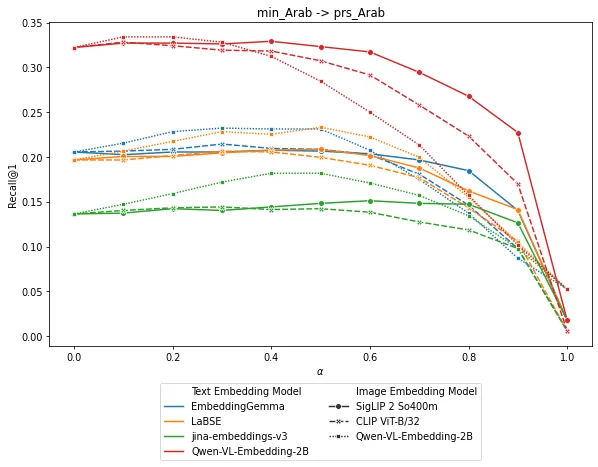 min_Arab -> prs_Arab
Recall@1
0.35
0.30
0.25
0.20
0.15
0.10
0.05
0.00
0.0 0.2 0.4 0.6 0.8 1.0
α
Text Embedding Model Image Embedding Model
EmbeddingGemma SigLIP 2 So400m
LaBSE CLIP ViT-B/32
jina-embeddings-v3 Qwen-VL-Embedding-2B
Qwen-VL-Embedding-2B